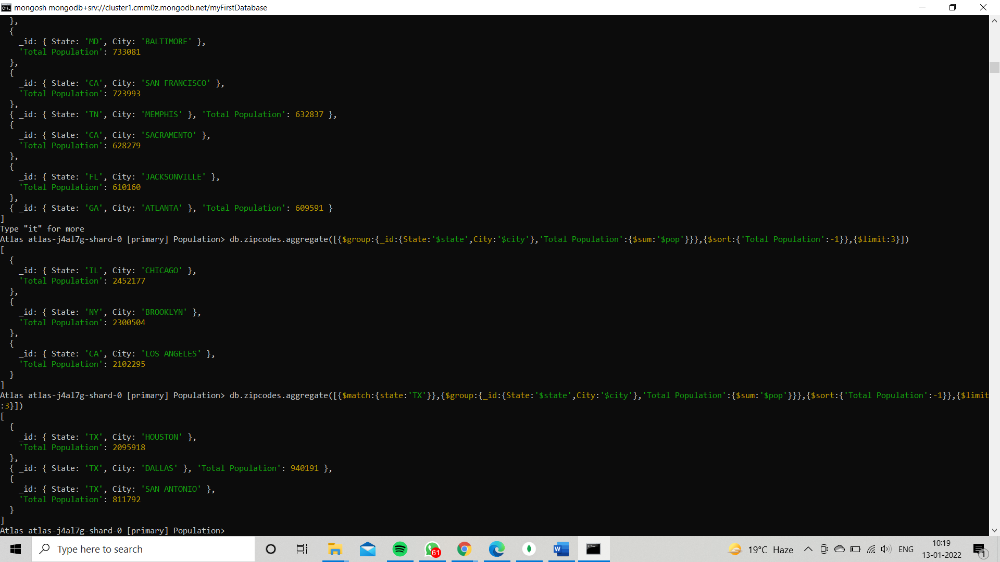 mongosh mongodb+srv://cluster1.cmm0z.mongodb.net/myFirstDatabase
  },
  {
    _id: { State: 'MD', City: 'BALTIMORE' },
    'Total Population': 733081
  },
  {
    _id: { State: 'CA', City: 'SAN FRANCISCO' },
    'Total Population': 723993
  },
  { _id: { State: 'TN', City: 'MEMPHIS' }, 'Total Population': 632837 },
  {
    _id: { State: 'CA', City: 'SACRAMENTO' },
    'Total Population': 628279
  },
  {
    _id: { State: 'FL', City: 'JACKSONVILLE' },
    'Total Population': 610160
  },
  { _id: { State: 'GA', City: 'ATLANTA' }, 'Total Population': 609591 }
]
Type "it" for more
Atlas atlas-j4al7g-shard-0 [primary] Population> db.zipcodes.aggregate([{$group:{_id:{State:'$state',City:'$city'},'Total Population':{$sum:'$pop'}}},{$sort:{'Total Population':-1}},{$limit:3}])
[
  {
    _id: { State: 'IL', City: 'CHICAGO' },
    'Total Population': 2452177
  },
  {
    _id: { State: 'NY', City: 'BROOKLYN' },
    'Total Population': 2300504
  },
  {
    _id: { State: 'CA', City: 'LOS ANGELES' },
    'Total Population': 2102295
  }
]
Atlas atlas-j4al7g-shard-0 [primary] Population> db.zipcodes.aggregate([{$match:{state:'TX'}},{$group:{_id:{State:'$state',City:'$city'},'Total Population':{$sum:'$pop'}}},{$sort:{'Total Population':-1}},{$limit
:3}])
[
  {
    _id: { State: 'TX', City: 'HOUSTON' },
    'Total Population': 2095918
  },
  { _id: { State: 'TX', City: 'DALLAS' }, 'Total Population': 940191 },
  {
    _id: { State: 'TX', City: 'SAN ANTONIO' },
    'Total Population': 811792
  }
]
Atlas atlas-j4al7g-shard-0 [primary] Population>
Type here to search
61
W
19°C Haze
ENG
10:19
13-01-2022
1